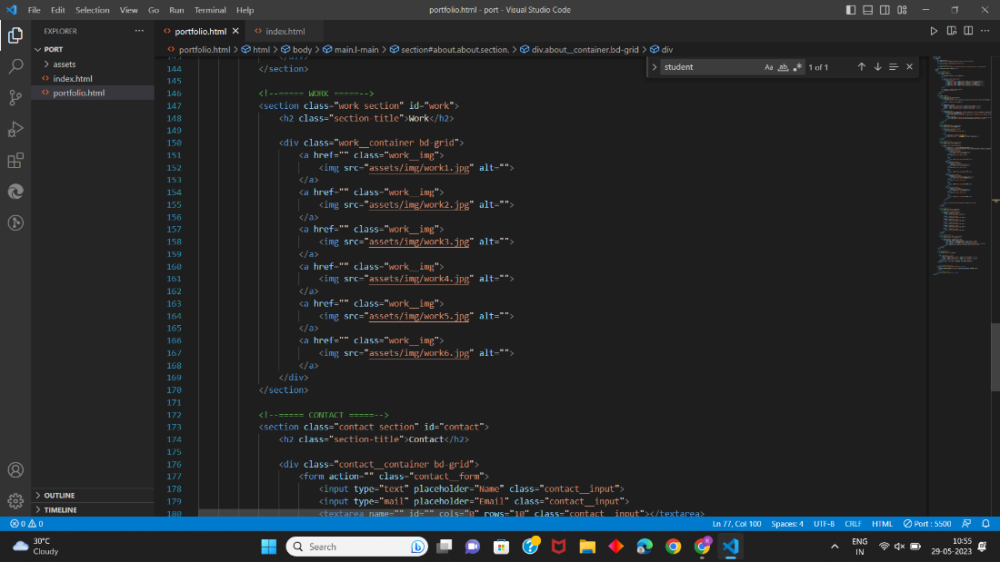 File Edit Selection View Go Run Terminal Help
portfolio.html - port - Visual Studio Code
EXPLORER
PORT
assets
index.html
portfolio.html
OUTLINE
TIMELINE
portfolio.html
index.html
portfolio.html > html > body > main.l-main > section#about.about.section. > div.about__container.bd-grid > div
student
Aa ab .*
1 of 1
144 </section>
145
146 <!--===== WORK =====-->
147 <section class="work section" id="work">
148 <h2 class="section-title">Work</h2>
149
150 <div class="work__container bd-grid">
151 <a href="" class="work__img">
152 <img src="assets/img/work1.jpg" alt="">
153 </a>
154 <a href="" class="work__img">
155 <img src="assets/img/work2.jpg" alt="">
156 </a>
157 <a href="" class="work__img">
158 <img src="assets/img/work3.jpg" alt="">
159 </a>
160 <a href="" class="work__img">
161 <img src="assets/img/work4.jpg" alt="">
162 </a>
163 <a href="" class="work__img">
164 <img src="assets/img/work5.jpg" alt="">
165 </a>
166 <a href="" class="work__img">
167 <img src="assets/img/work6.jpg" alt="">
168 </a>
169 </div>
170 </section>
171
172 <!--===== CONTACT =====-->
173 <section class="contact section" id="contact">
174 <h2 class="section-title">Contact</h2>
175
176 <div class="contact__container bd-grid">
177 <form action="" class="contact__form">
178 <input type="text" placeholder="Name" class="contact__input">
179 <input type="mail" placeholder="Email" class="contact__input">
180 <textarea name="" id="" cols="0" rows="10" class="contact__input"></textarea>
0 0
Ln 77, Col 100 Spaces: 4 UTF-8 CRLF HTML Port : 5500
30°C
Cloudy
Search
K
ENG
IN
10:55
29-05-2023